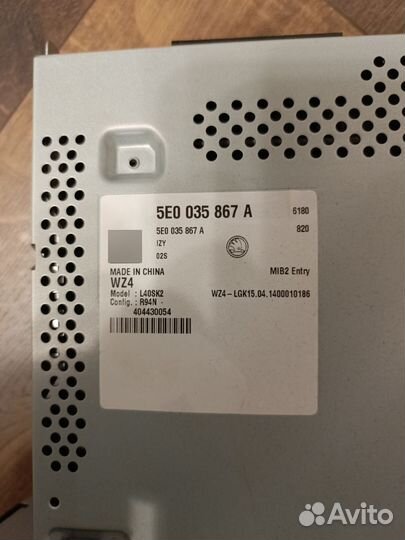 5E0 035 867 A 6180
5E0 035 867 A 820
IZY
02S
MIB2 Entry
MADE IN CHINA
WZ4
Model : L40SK2 WZ4-LGK15.04.1400010186
Config.: R94N -
404430054
Avito